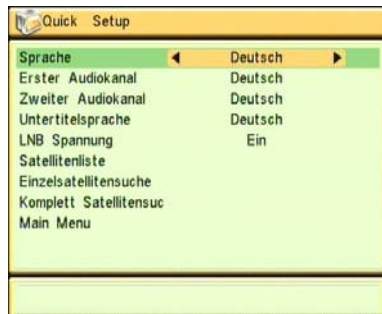 Quick Setup
Sprache Deutsch
Erster Audiokanal Deutsch
Zweiter Audiokanal Deutsch
Untertitelsprache Deutsch
LNB Spannung Ein
Satellitenliste
Einzelsatellitensuche
Komplett Satellitensuc
Main Menu